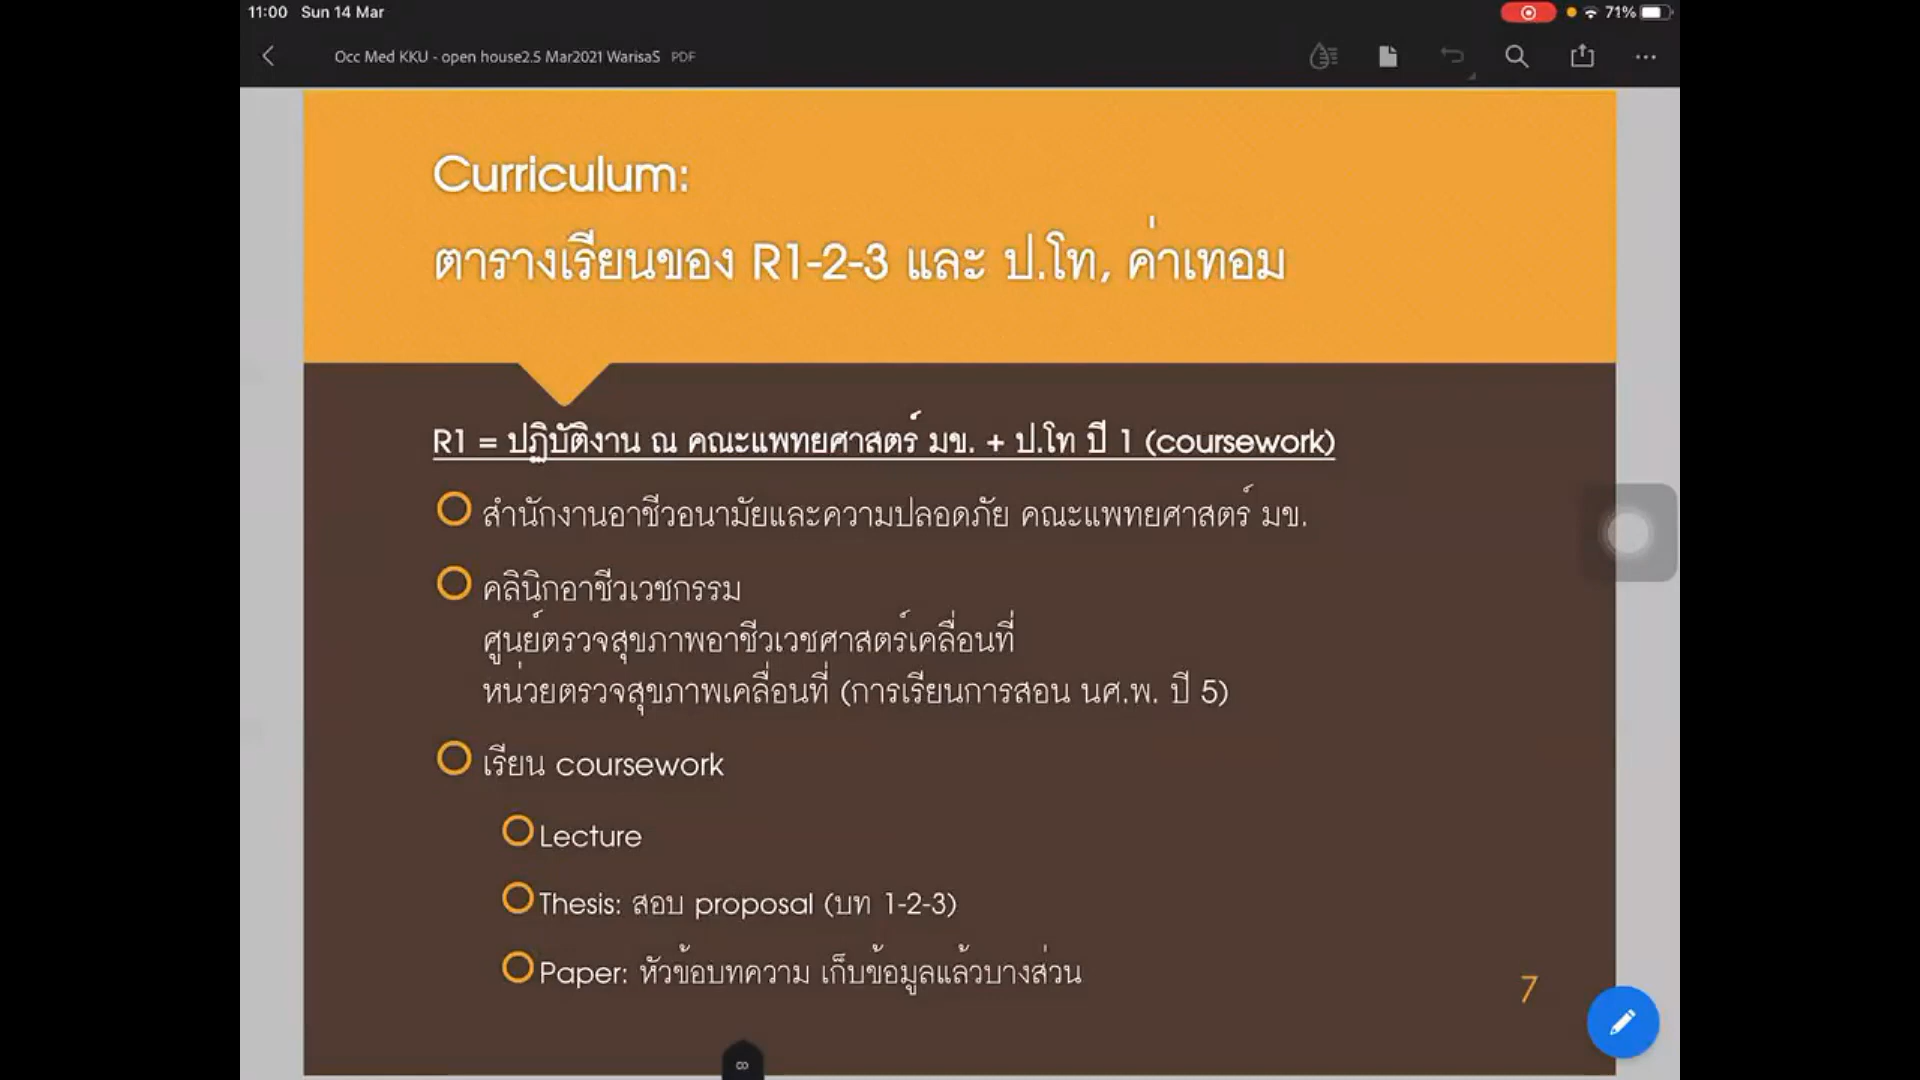 11:00 Sun 14 Mar
71%
Occ Med KKU - open house2.5 Mar2021 WarisaS PDF
Curriculum:
ตารางเรียนของ R1-2-3 และ ป.โท, ค่าเทอม
R1 = ปฏิบัติงาน ณ คณะแพทยศาสตร์ มข. + ป.โท ปี 1 (coursework)
สำนักงานอาชีวอนามัยและความปลอดภัย คณะแพทยศาสตร์ มข.
คลินิกอาชีวเวชกรรม
ศูนย์ตรวจสุขภาพอาชีวเวชศาสตร์เคลื่อนที่
หน่วยตรวจสุขภาพเคลื่อนที่ (การเรียนการสอน นศ.พ. ปี 5)
เรียน coursework
Lecture
Thesis: สอบ proposal (บท 1-2-3)
Paper: หัวข้อบทความ เก็บข้อมูลแล้วบางส่วน
7
8